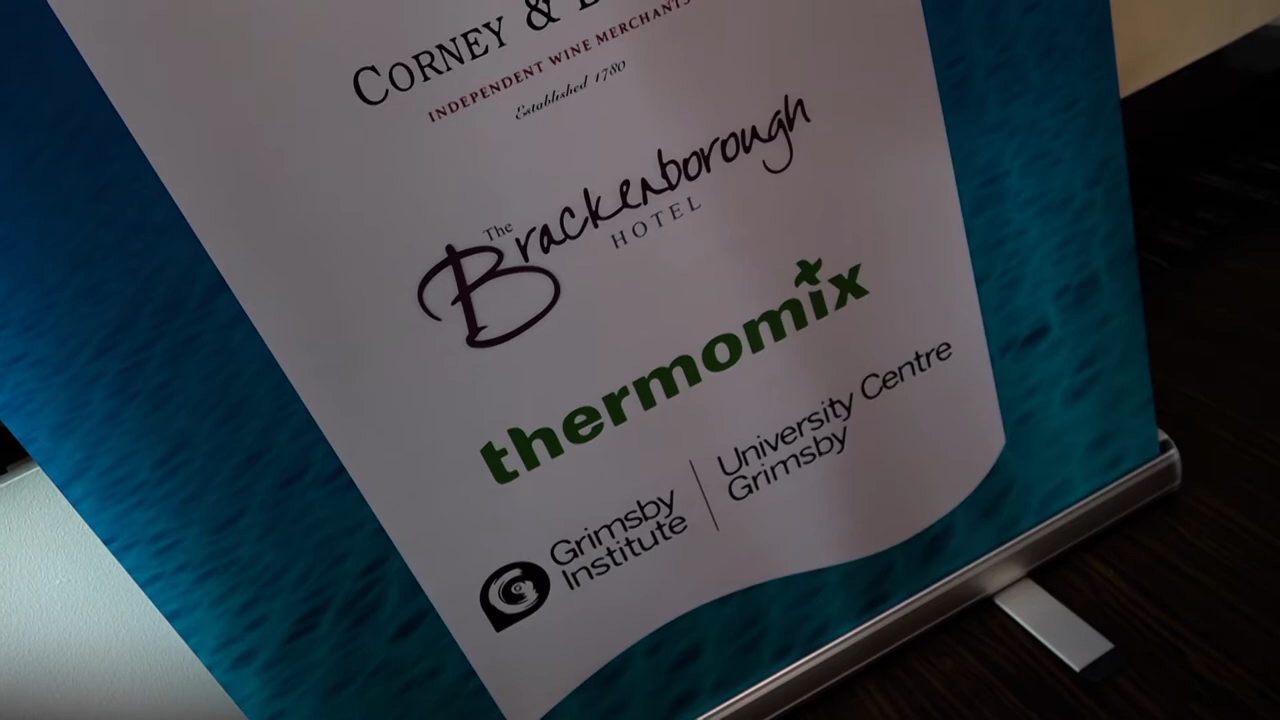 CORNEY &
INDEPENDENT WINE MERCHANTS
Established 1780
The
Brackenborough
HOTEL
thermomix
Grimsby
Institute
University Centre
Grimsby